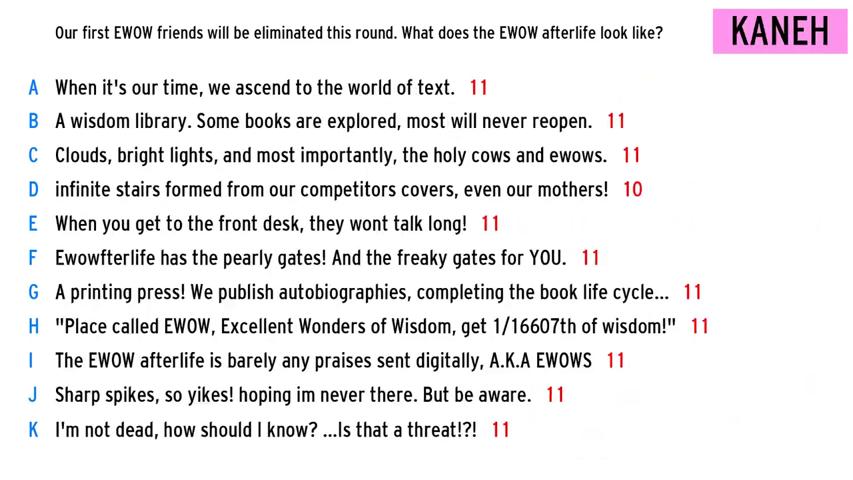 Our first EWOW friends will be eliminated this round. What does the EWOW afterlife look like?
KANEH
A When it's our time, we ascend to the world of text. 11
B A wisdom library. Some books are explored, most will never reopen. 11
C Clouds, bright lights, and most importantly, the holy cows and ewows. 11
D infinite stairs formed from our competitors covers, even our mothers! 10
E When you get to the front desk, they wont talk long! 11
F Ewowfterlife has the pearly gates! And the freaky gates for YOU. 11
G A printing press! We publish autobiographies, completing the book life cycle... 11
H "Place called EWOW, Excellent Wonders of Wisdom, get 1/16607th of wisdom!" 11
I The EWOW afterlife is barely any praises sent digitally, A.K.A EWOWS 11
J Sharp spikes, so yikes! hoping im never there. But be aware. 11
K I'm not dead, how should I know? ...Is that a threat!?! 11